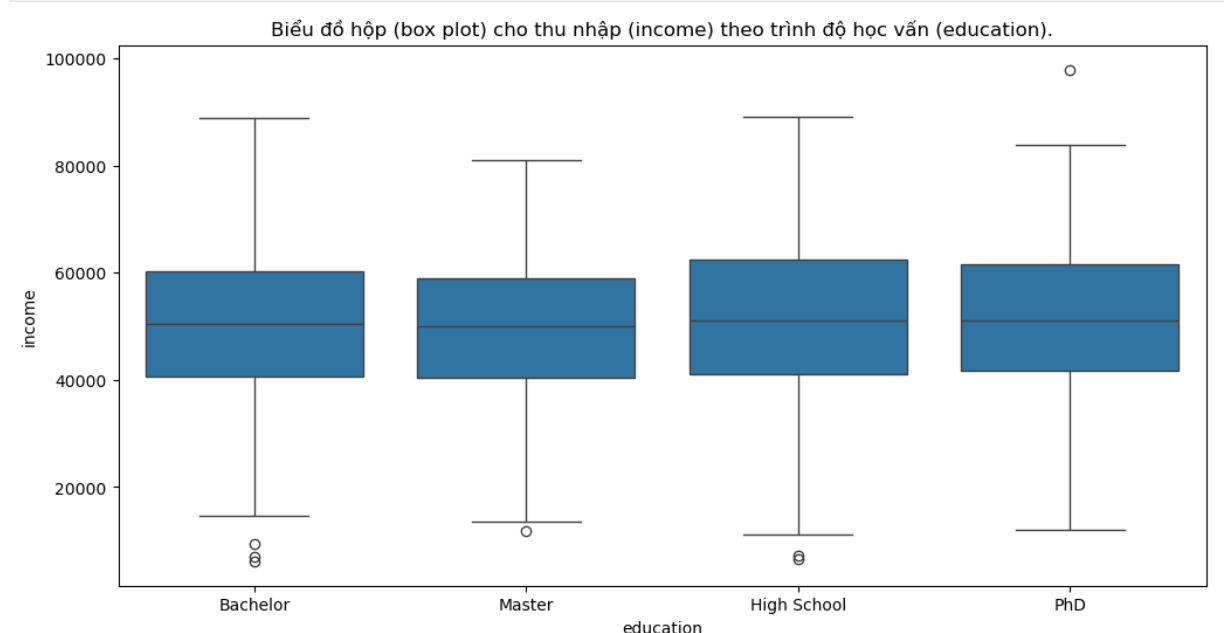 Biểu đồ hộp (box plot) cho thu nhập (income) theo trình độ học vấn (education).
100000
80000
60000
40000
20000
income
Bachelor Master High School PhD
education